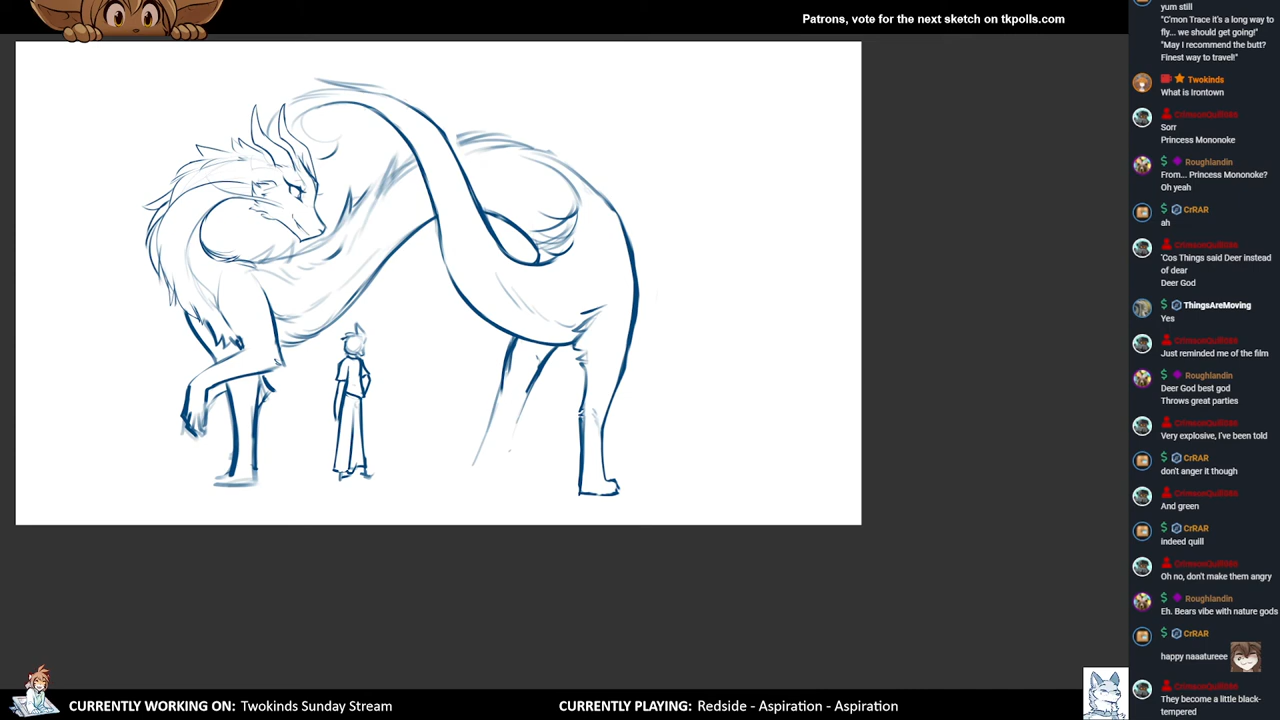 Patrons, vote for the next sketch on tkpolls.com
yum still
"C'mon Trace it's a long way to
fly... we should get going!"
"May I recommend the butt?
Finest way to travel!"
Twokinds
What is Irontown
Sorr
Princess Mononoke
Roughlandin
From... Princess Mononoke?
Oh yeah
CrRAR
ah
'Cos Things said Deer instead
of dear
Deer God
ThingsAreMoving
Yes
Just reminded me of the film
Roughlandin
Deer God best god
Throws great parties
Very explosive, I've been told
CrRAR
don't anger it though
And green
CrRAR
indeed quill
Oh no, don't make them angry
Roughlandin
Eh. Bears vibe with nature gods
CrRAR
happy naaatureee
They become a little black-
tempered
CURRENTLY WORKING ON: Twokinds Sunday Stream
CURRENTLY PLAYING: Redside - Aspiration - Aspiration